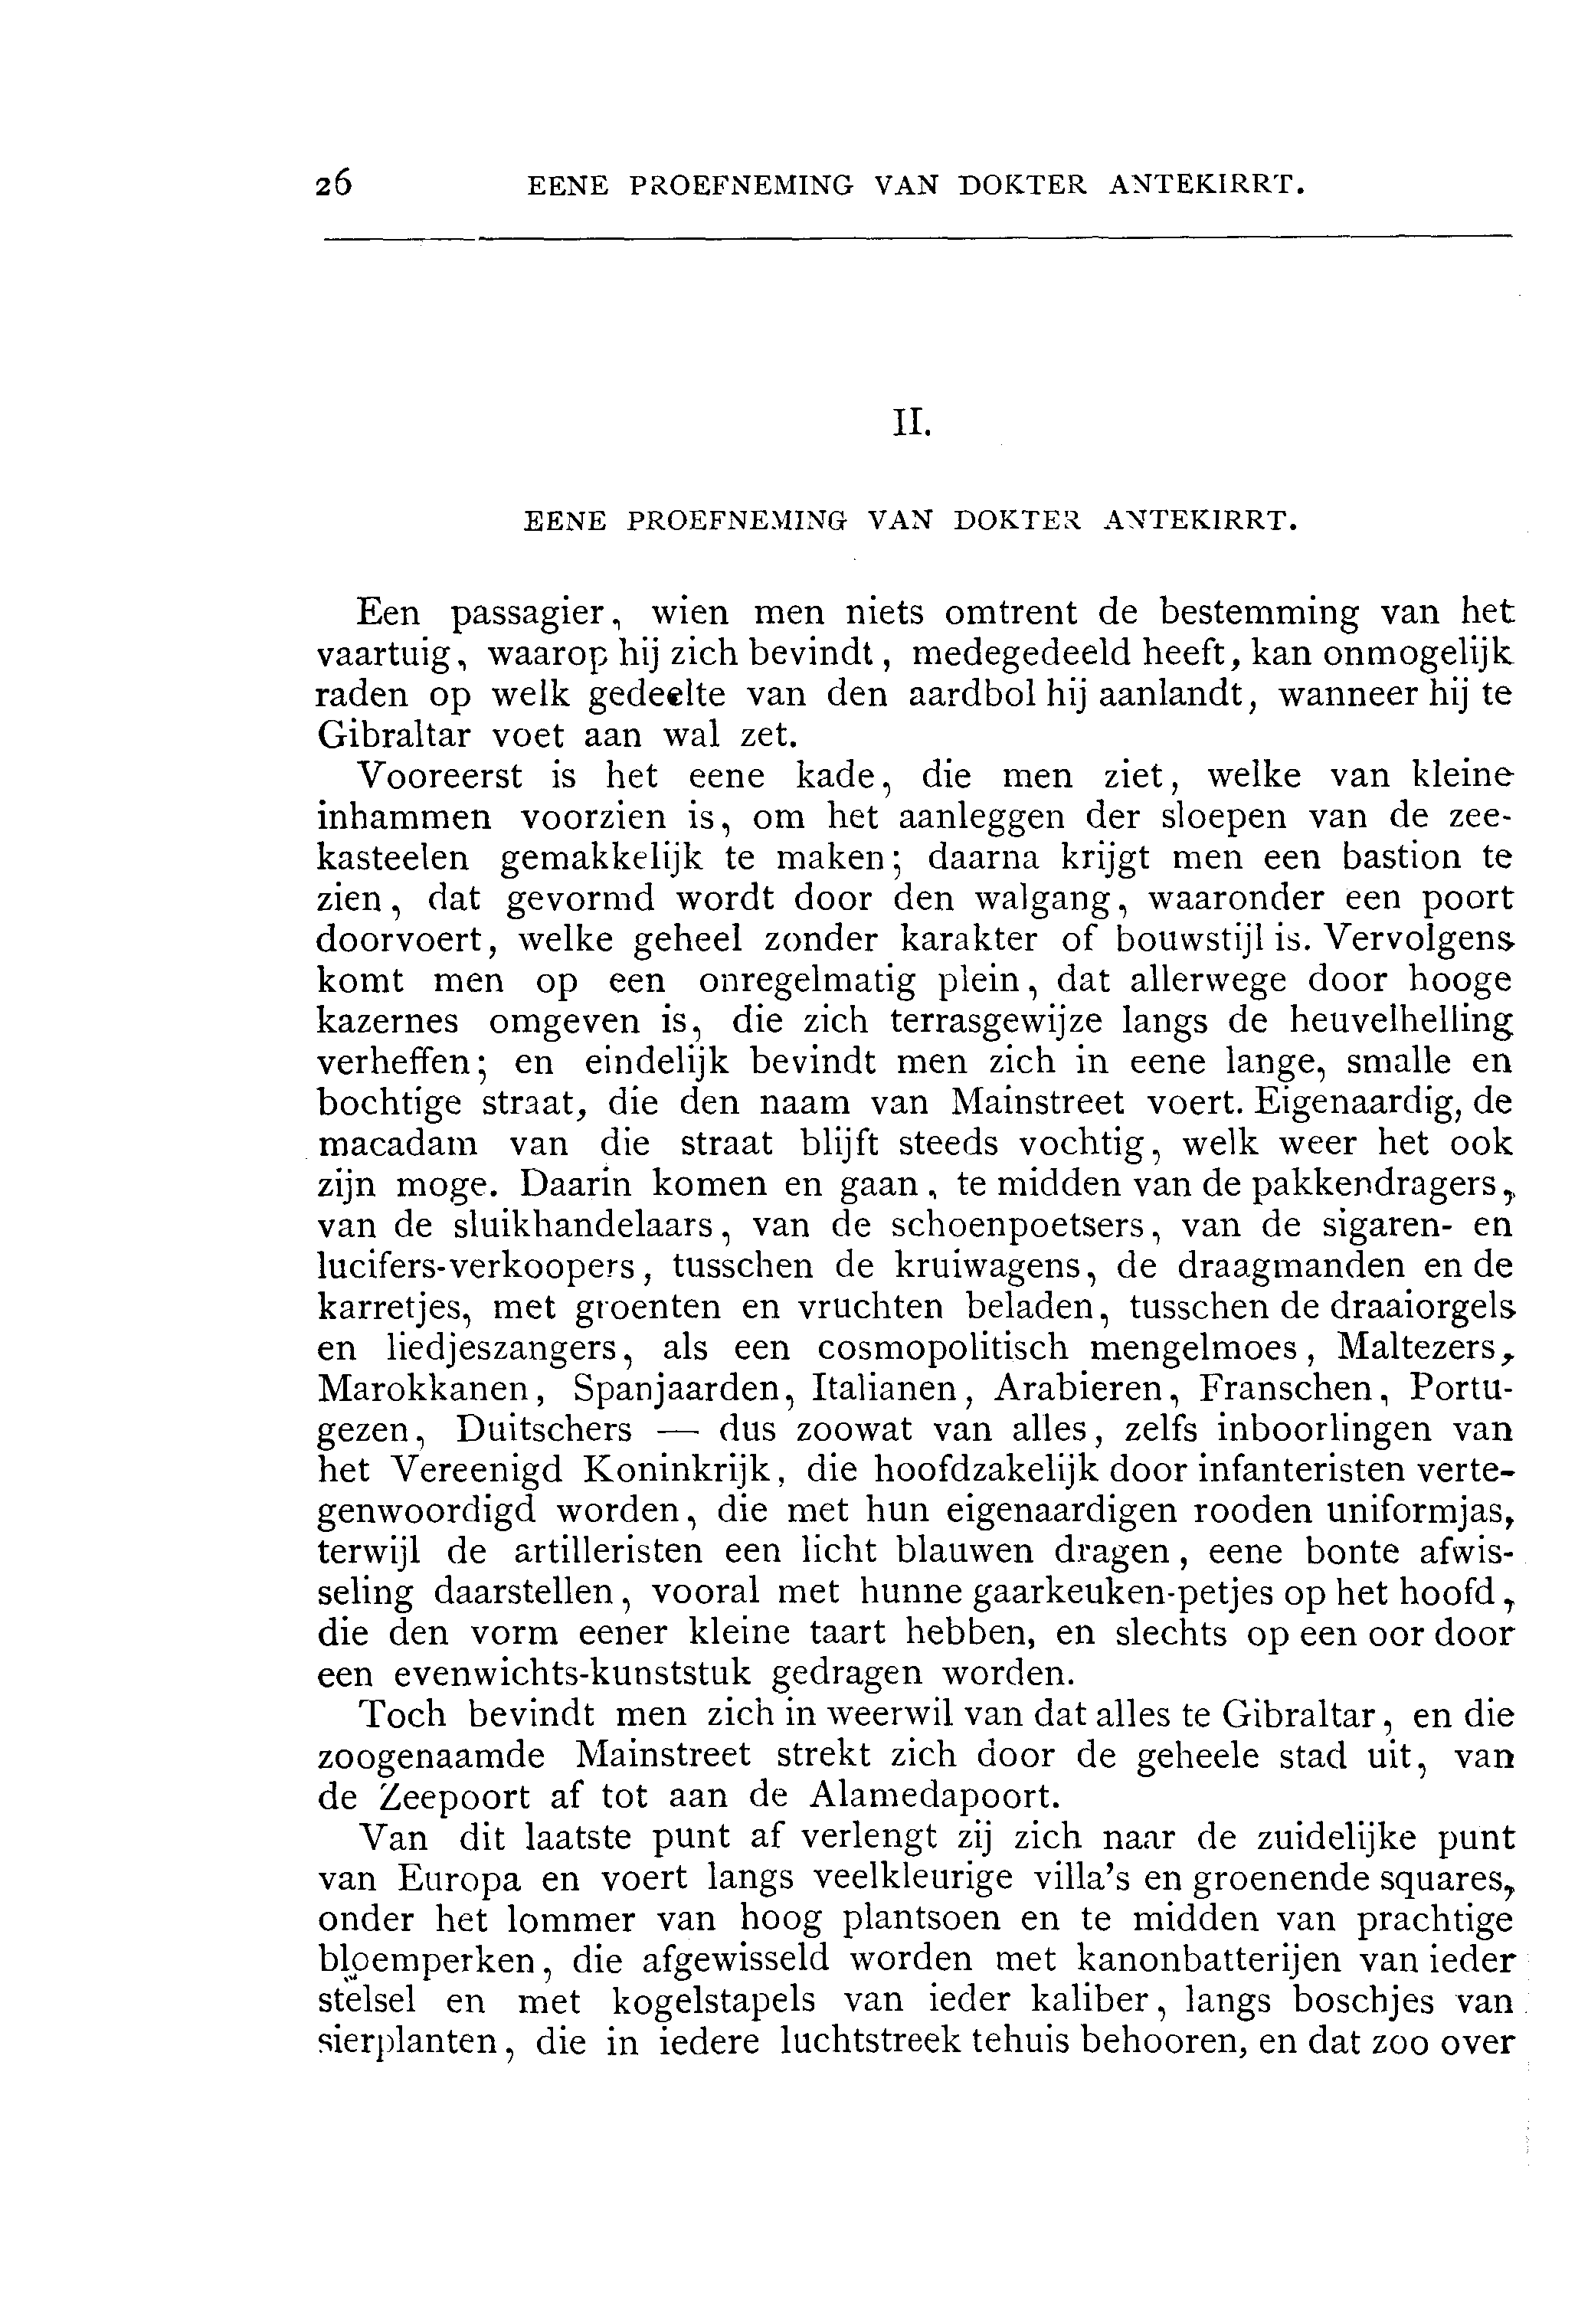 26 EENE PROEFNEMING VAN DOKTER ANTEKIRRT.
II.
EENE PROEFNEMING VAN DOKTER ANTEKIRRT.
Een passagier, wien men niets omtrent de bestemming van het
vaartuig, waarop hij zich bevindt, medegedeeld heeft, kan onmogelijk
raden op welk gedeelte van den aardbol hij aanlandt, wanneer hij te
Gibraltar voet aan wal zet.
Vooreerst is het eene kade, die men ziet, welke van kleine
inhammen voorzien is, om het aanleggen der sloepen van de zee-
kasteelen gemakkelijk te maken; daarna krijgt men een bastion te
zien, dat gevormd wordt door den walgang, waaronder een poort
doorvoert, welke geheel zonder karakter of bouwstijl is. Vervolgens
komt men op een onregelmatig plein, dat allerwege door hooge
kazernes omgeven is, die zich terrasgewijze langs de heuvelhelling
verheffen; en eindelijk bevindt men zich in eene lange, smalle en
bochtige straat, die den naam van Mainstreet voert. Eigenaardig, de
macadam van die straat blijft steeds vochtig, welk weer het ook
zijn moge. Daarin komen en gaan, te midden van de pakkendragers,
van de sluikhandelaars, van de schoenpoetsers, van de sigaren- en
lucifers-verkoopers, tusschen de kruiwagens, de draagmanden en de
karretjes, met groenten en vruchten beladen, tusschen de draaiorgels
en liedjeszangers, als een cosmopolitisch mengelmoes, Maltezers,
Marokkanen, Spanjaarden, Italianen, Arabieren, Franschen, Portu-
gezen, Duitschers — dus zoowat van alles, zelfs inboorlingen van
het Vereenigd Koninkrijk, die hoofdzakelijk door infanteristen verte-
genwoordigd worden, die met hun eigenaardigen rooden uniformjas,
terwijl de artilleristen een licht blauwen dragen, eene bonte afwis-
seling daarstellen, vooral met hunne gaarkeuken-petjes op het hoofd,
die den vorm eener kleine taart hebben, en slechts op een oor door
een evenwichts-kunststuk gedragen worden.
Toch bevindt men zich in weerwil van dat alles te Gibraltar, en die
zoogenaamde Mainstreet strekt zich door de geheele stad uit, van
de Zeepoort af tot aan de Alamedapoort.
Van dit laatste punt af verlengt zij zich naar de zuidelijke punt
van Europa en voert langs veelkleurige villa's en groenende squares,
onder het lommer van hoog plantsoen en te midden van prachtige
bloemperken, die afgewisseld worden met kanonbatterijen van ieder
stelsel en met kogelstapels van ieder kaliber, langs boschjes van
sierplanten, die in iedere luchtstreek tehuis behooren, en dat zoo over